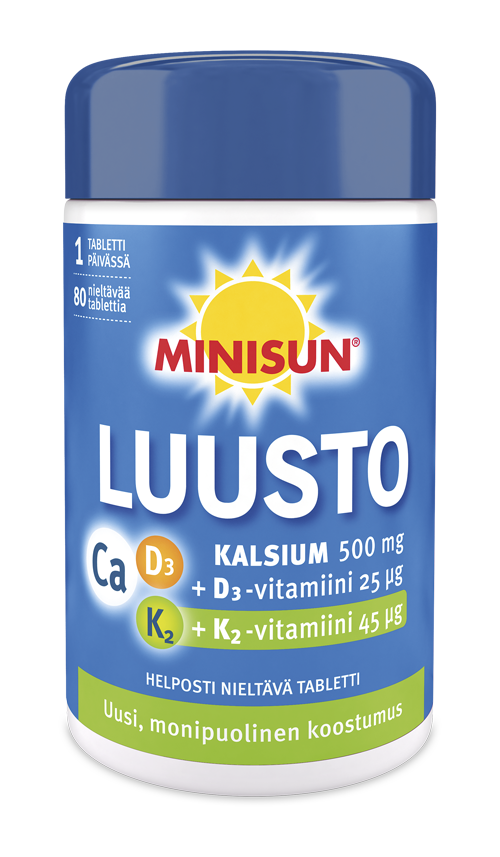 1 TABLETTI
PÄIVÄSSÄ
80 nieltävää
tablettia
MINISUN®
LUUSTO
Ca D3 KALSIUM 500 mg
+ D3-vitamiini 25 µg
K2 + K2-vitamiini 45 µg
HELPOSTI NIELTÄVÄ TABLETTI
Uusi, monipuolinen koostumus